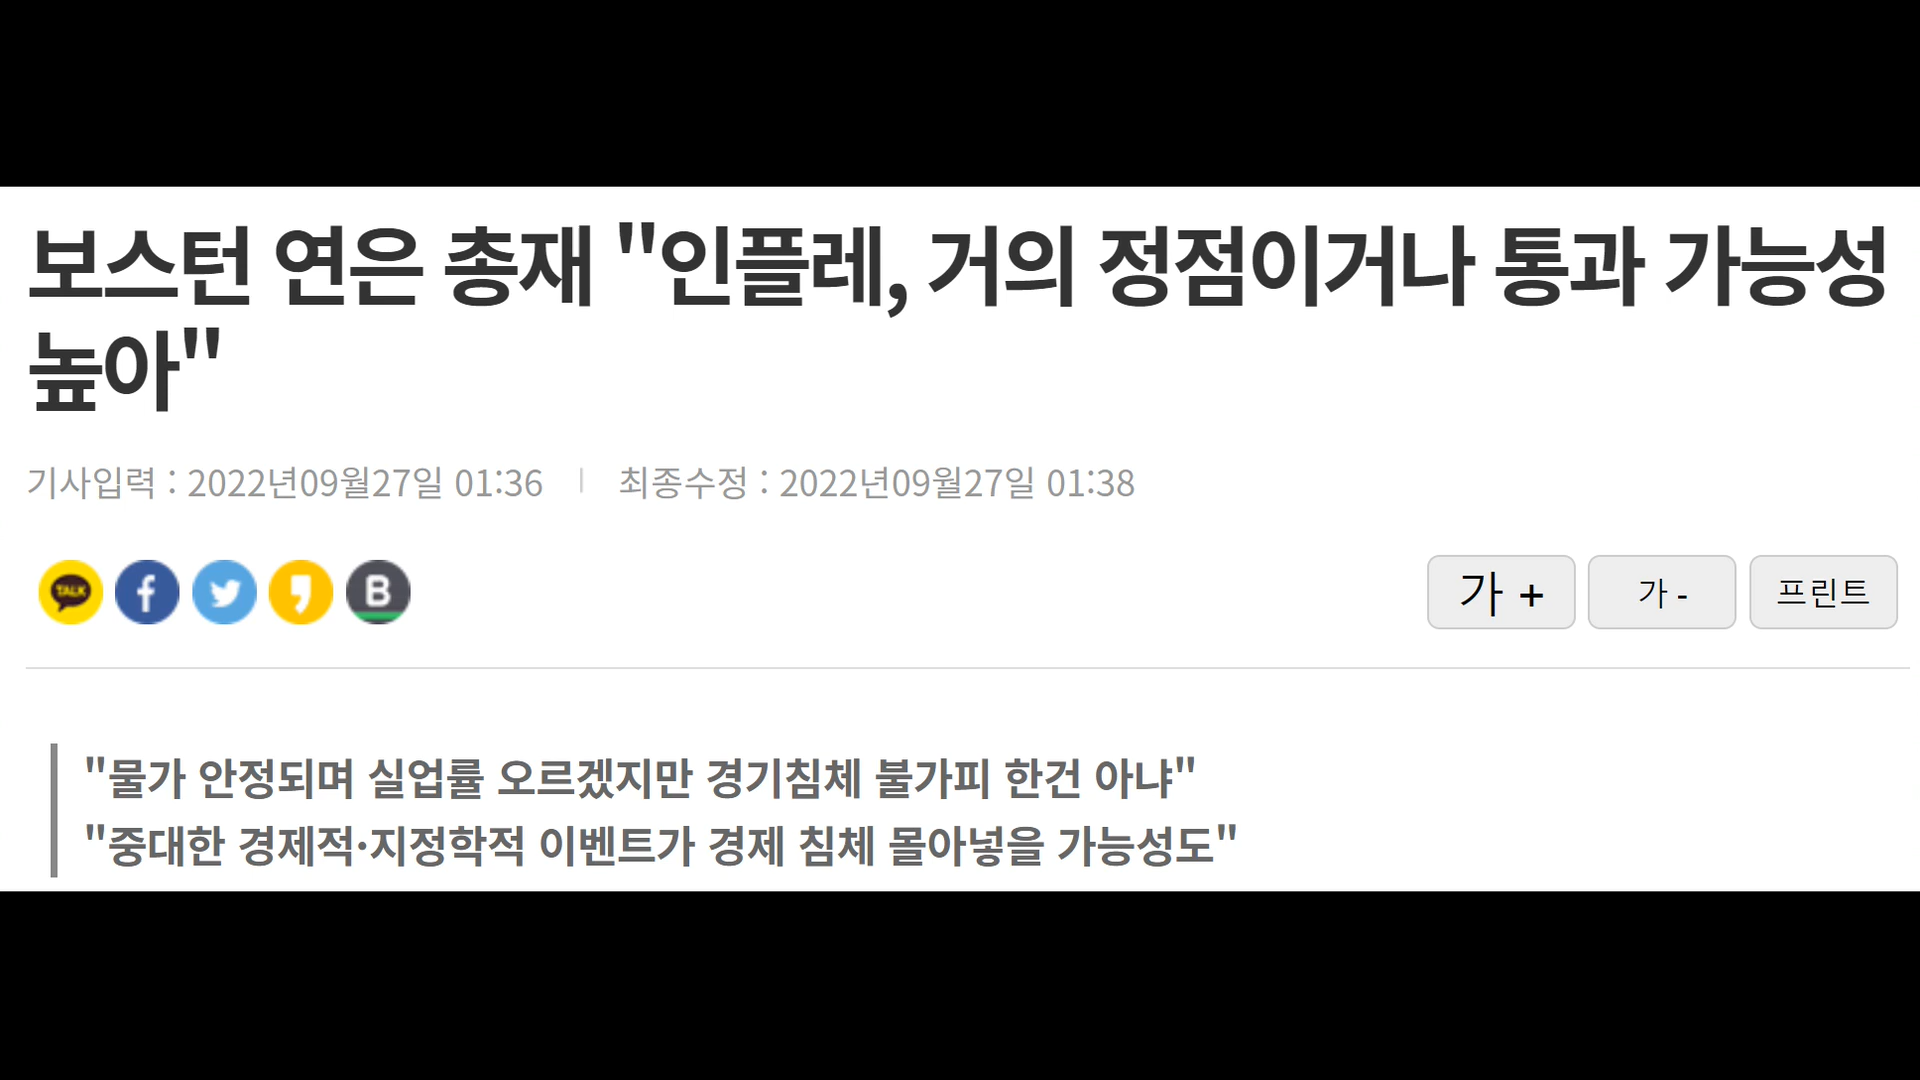 보스턴 연은 총재 "인플레, 거의 정점이거나 통과 가능성
높아"
기사입력 : 2022년09월27일 01:36 | 최종수정 : 2022년09월27일 01:38
TALK f B 가 + 가 - 프린트
"물가 안정되며 실업률 오르겠지만 경기침체 불가피 한건 아냐"
"중대한 경제적·지정학적 이벤트가 경제 침체 몰아넣을 가능성도"